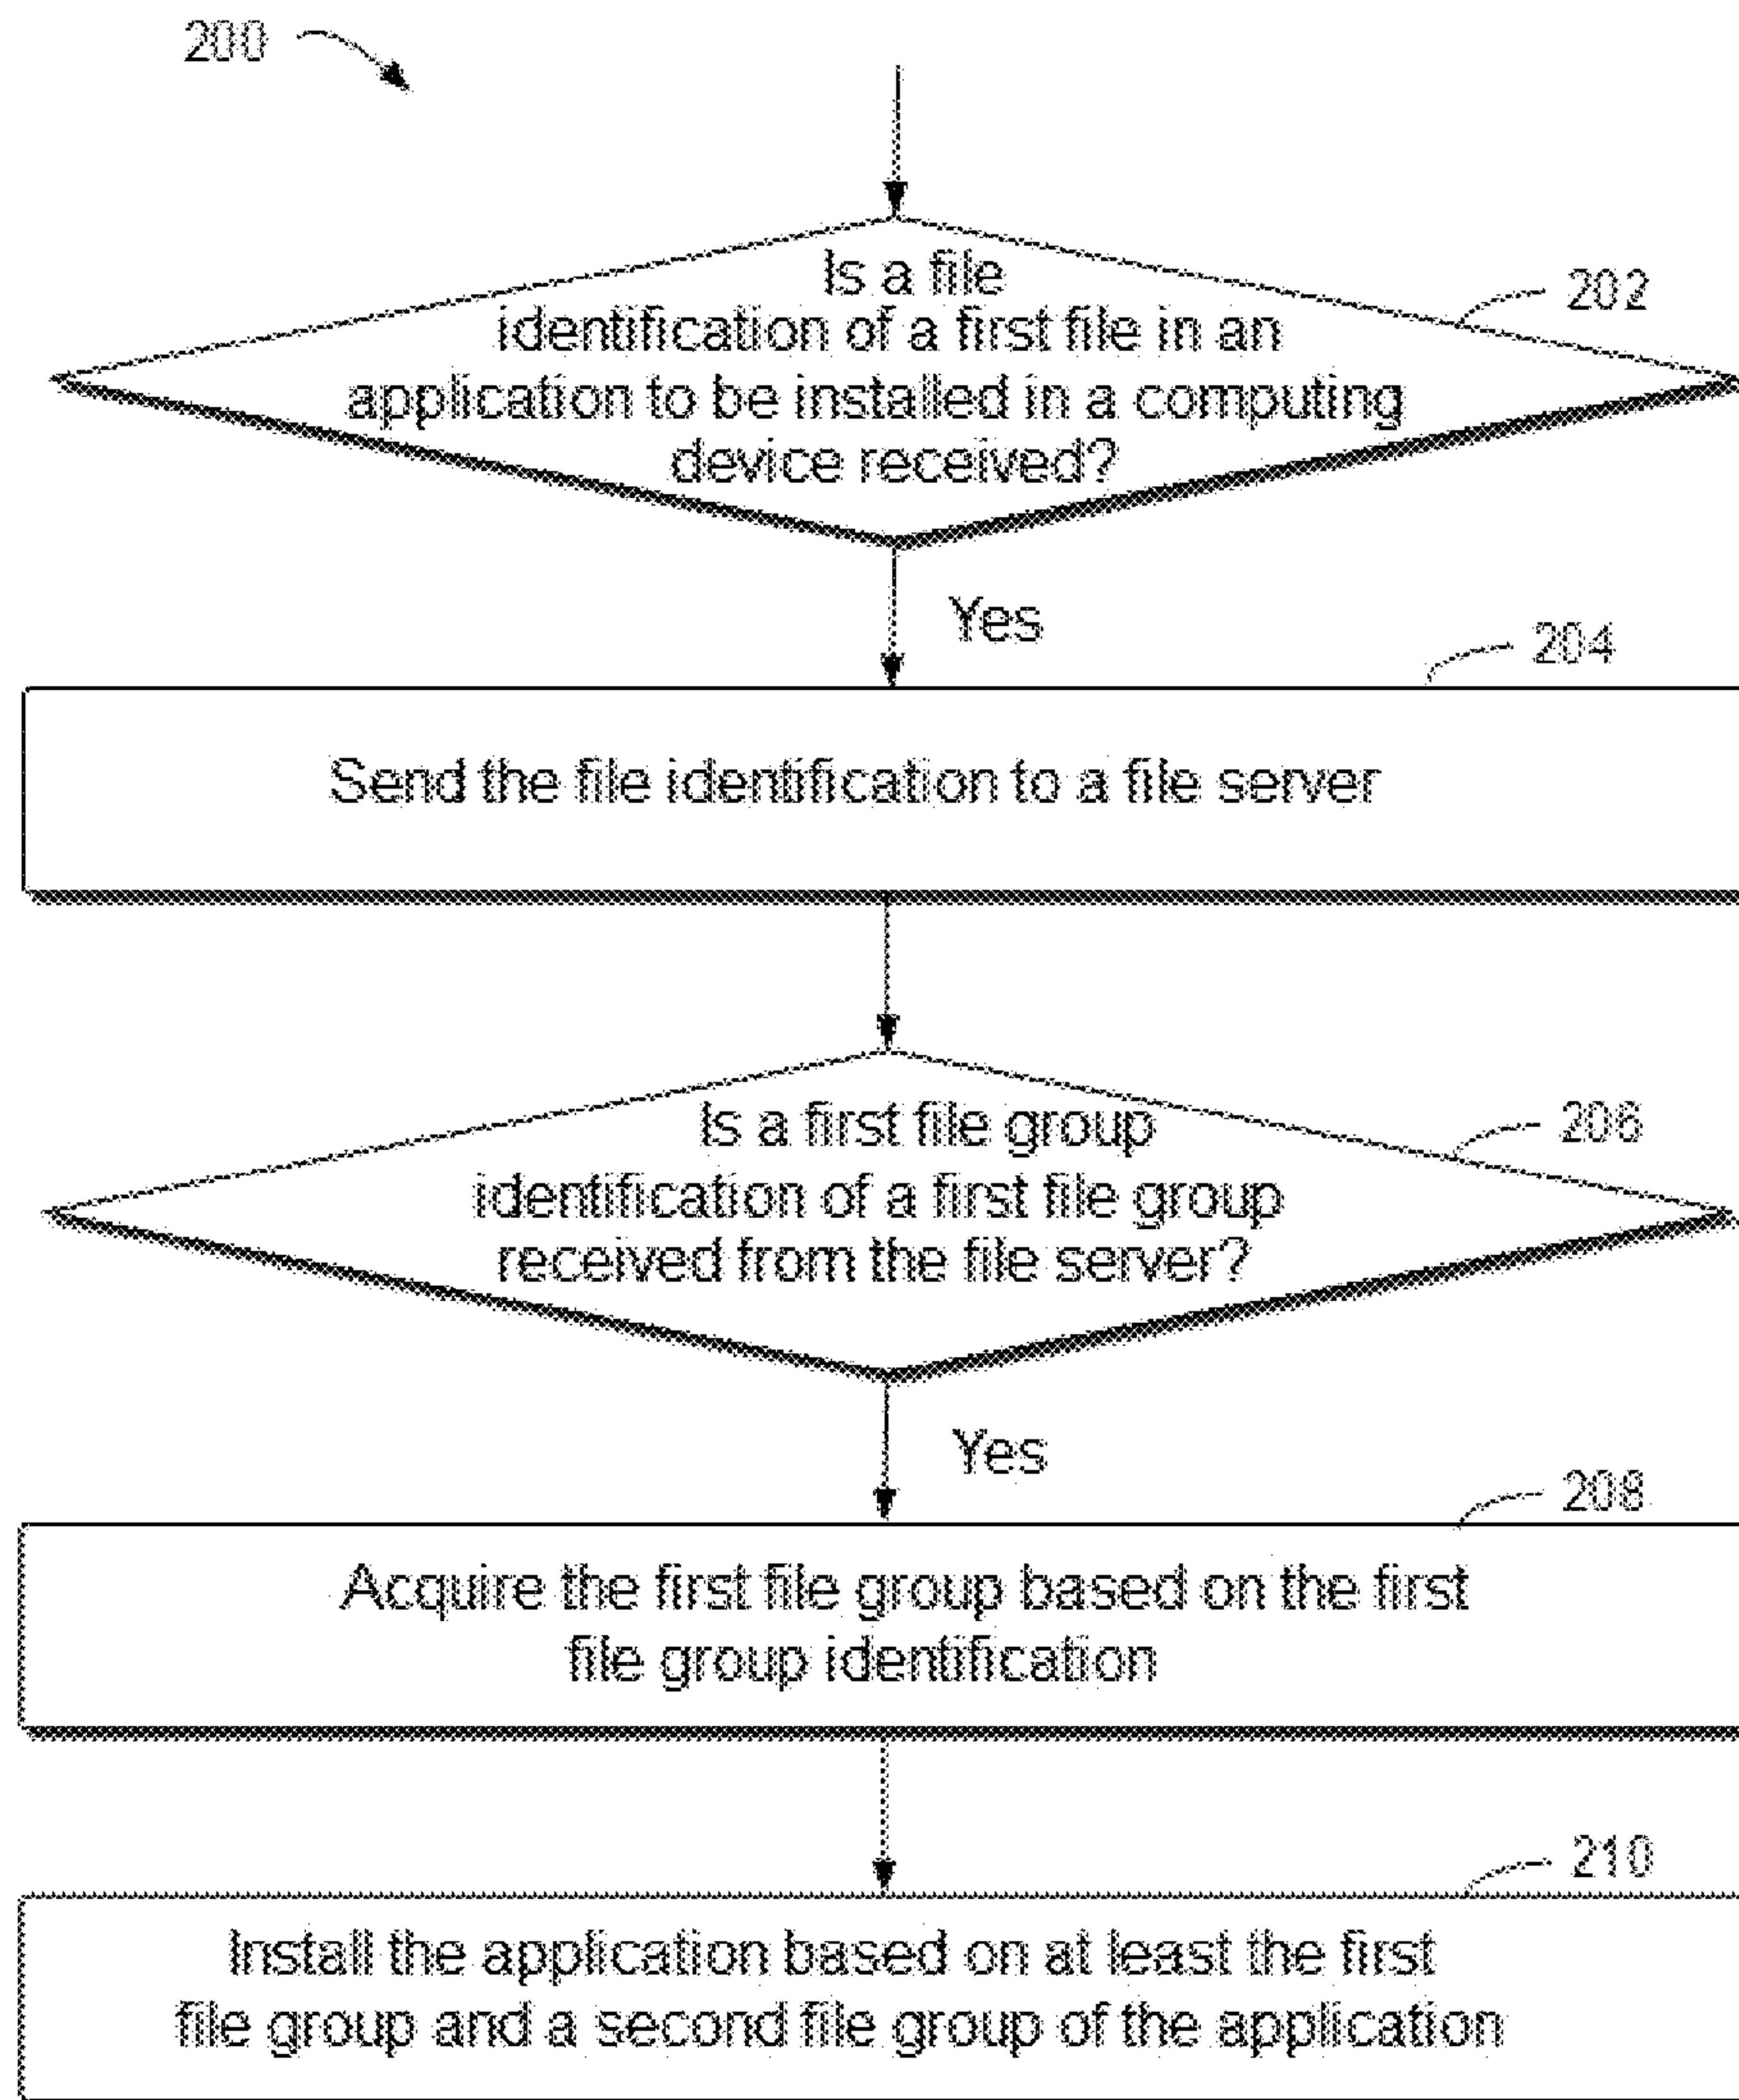 200
Is a file
identification of a first file in an
application to be installed in a computing
device received?
202
Yes
204
Send the file identification to a file server
Is a first file group
identification of a first file group
received from the file server?
206
Yes
208
Acquire the first file group based on the first
file group identification
210
Install the application based on at least the first
file group and a second file group of the application